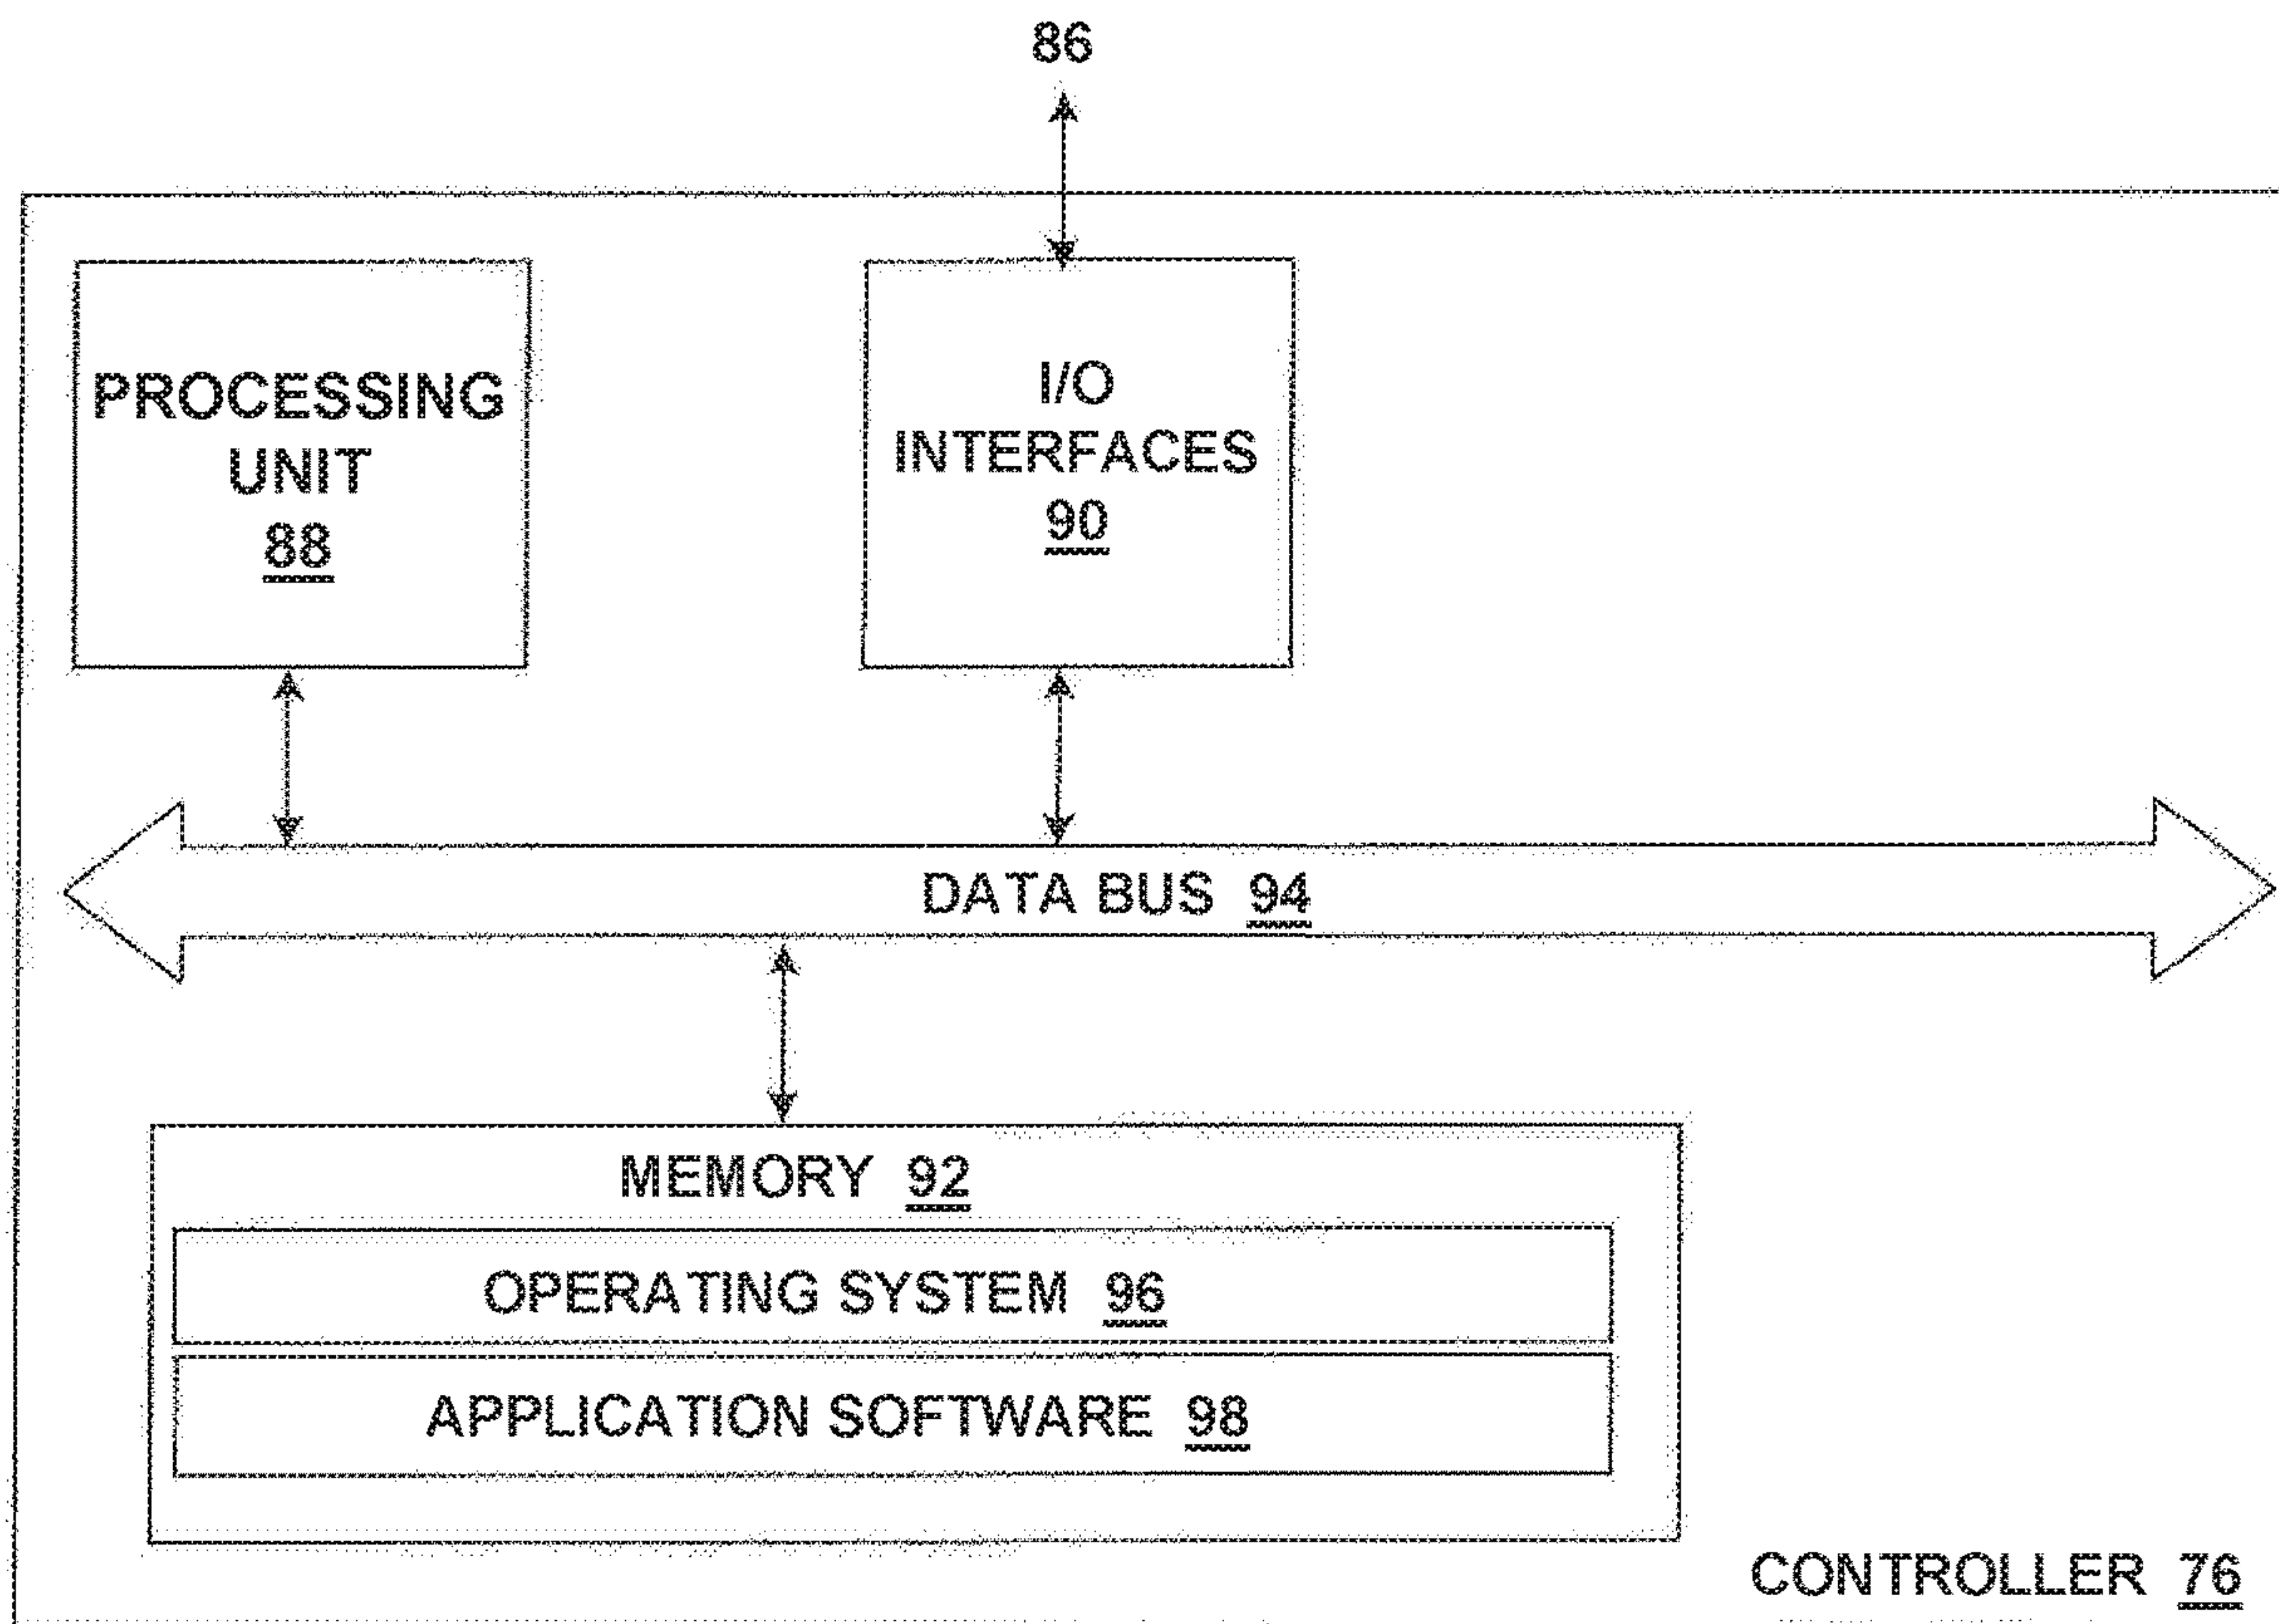 86
PROCESSING
UNIT
88
I/O
INTERFACES
90
DATA BUS 94
MEMORY 92
OPERATING SYSTEM 96
APPLICATION SOFTWARE 98
CONTROLLER 76